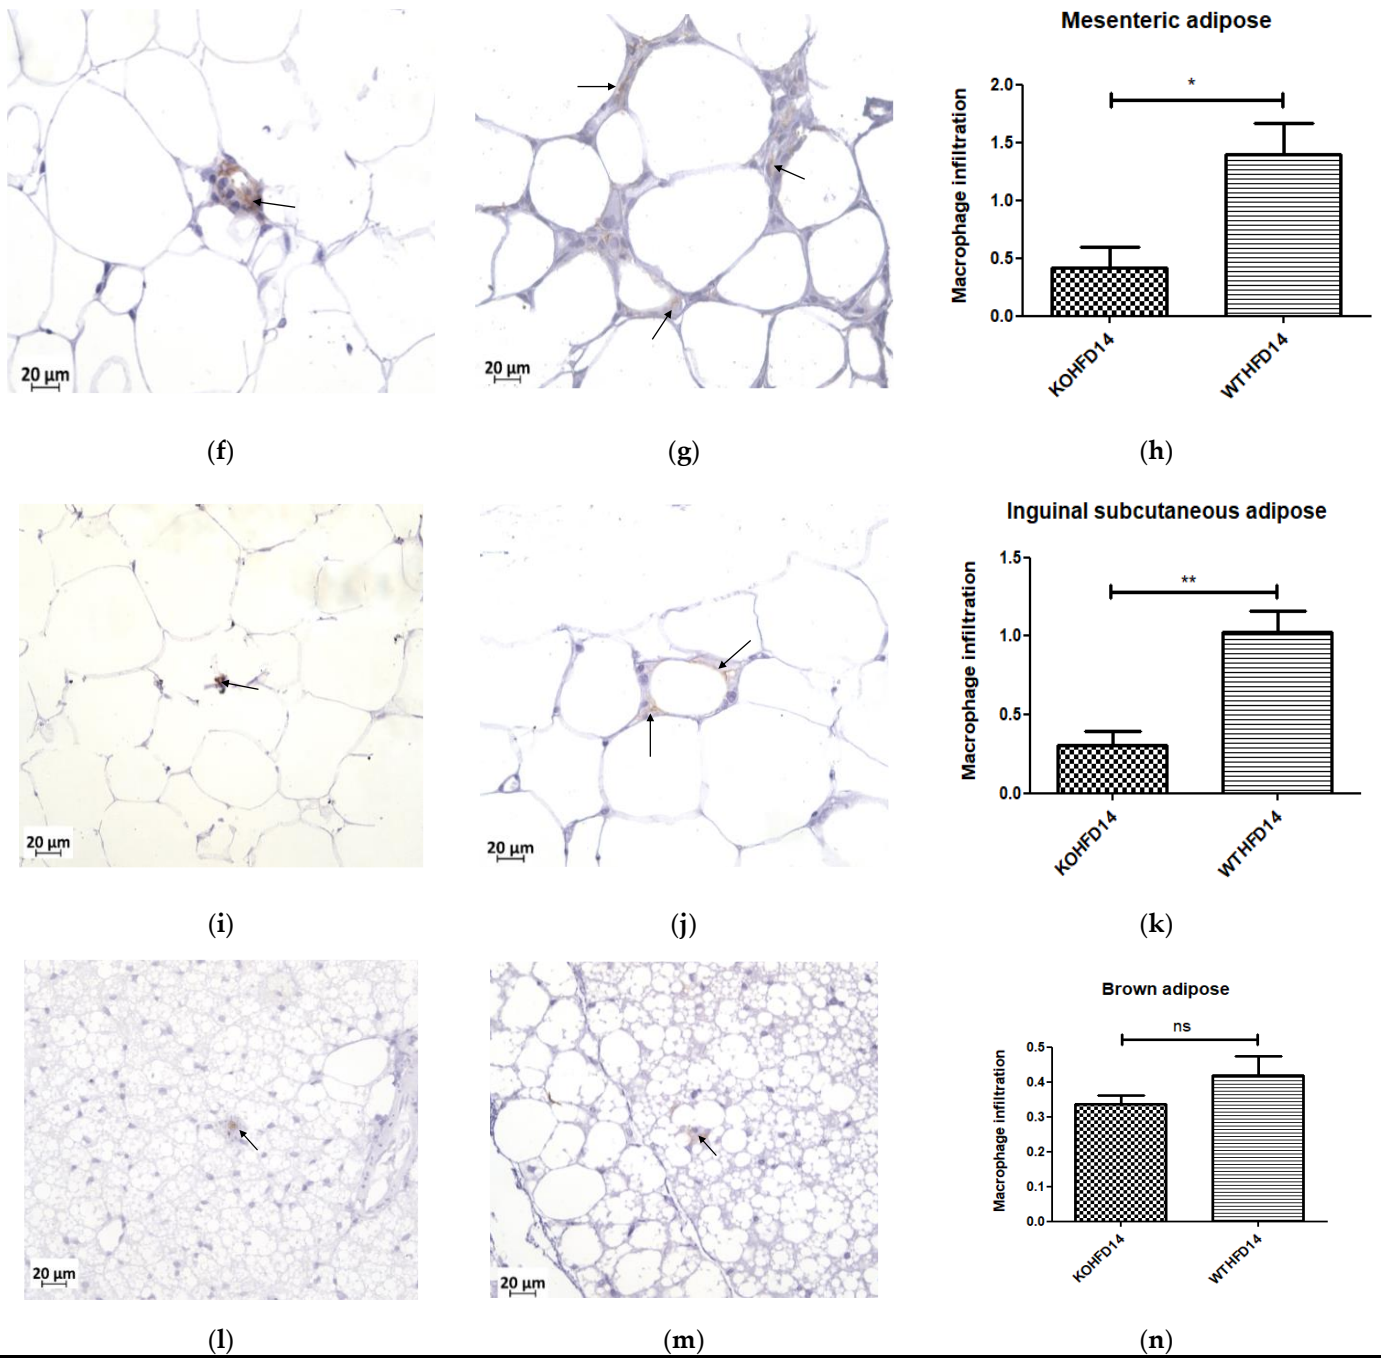 Mesenteric adipose
Macrophage infiltration
2.0
1.5
1.0
0.5
0.0
*
KOHFD14
WTHFD14
20 µm
20 µm
(f)
(g)
(h)
Inguinal subcutaneous adipose
Macrophage infiltration
1.5
1.0
0.5
0.0
**
KOHFD14
WTHFD14
20 µm
20 µm
(i)
(j)
(k)
Brown adipose
Macrophage infiltration
0.5
0.4
0.3
0.2
0.1
0.0
ns
KOHFD14
WTHFD14
20 µm
20 µm
(l)
(m)
(n)